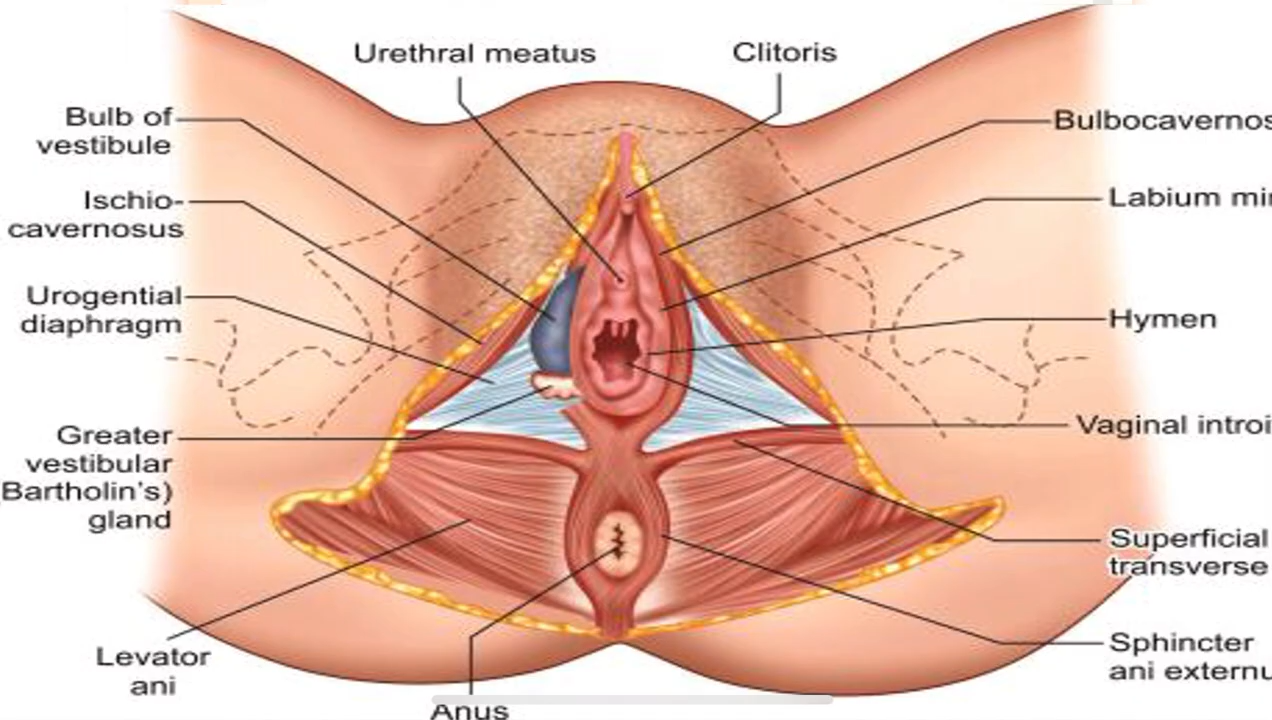 Urethral meatus
Clitoris
Bulb of
vestibule
Bulbocavernos
Ischio-
cavernosus
Labium mi
Urogential
diaphragm
Hymen
Greater
vestibular
(Bartholin's)
gland
Vaginal introi
Superficial
transverse
Levator
ani
Sphincter
ani externu
Anus